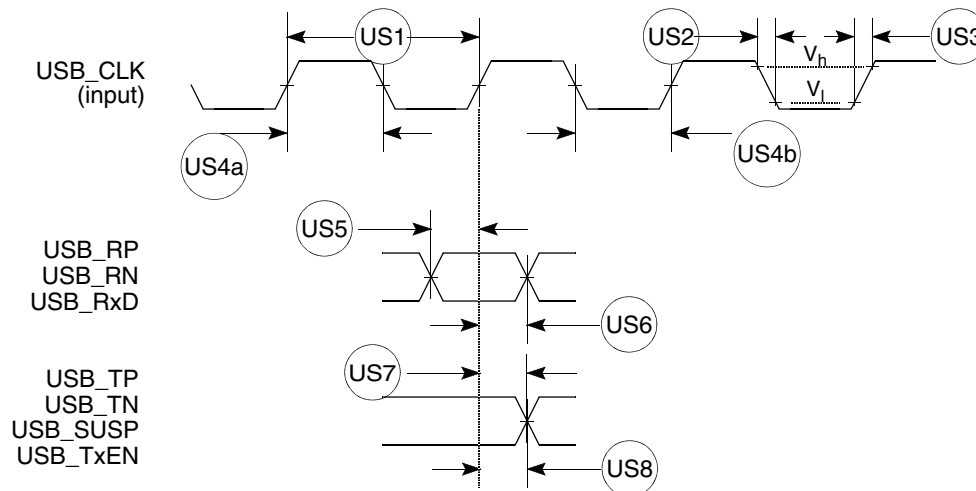 US1
US2
US3
USB_CLK
(input)
Vh
Vl
US4a
US4b
US5
USB_RP
USB_RN
USB_RxD
US6
USB_TP
US7
USB_TN
USB_SUSP
USB_TxEN
US8